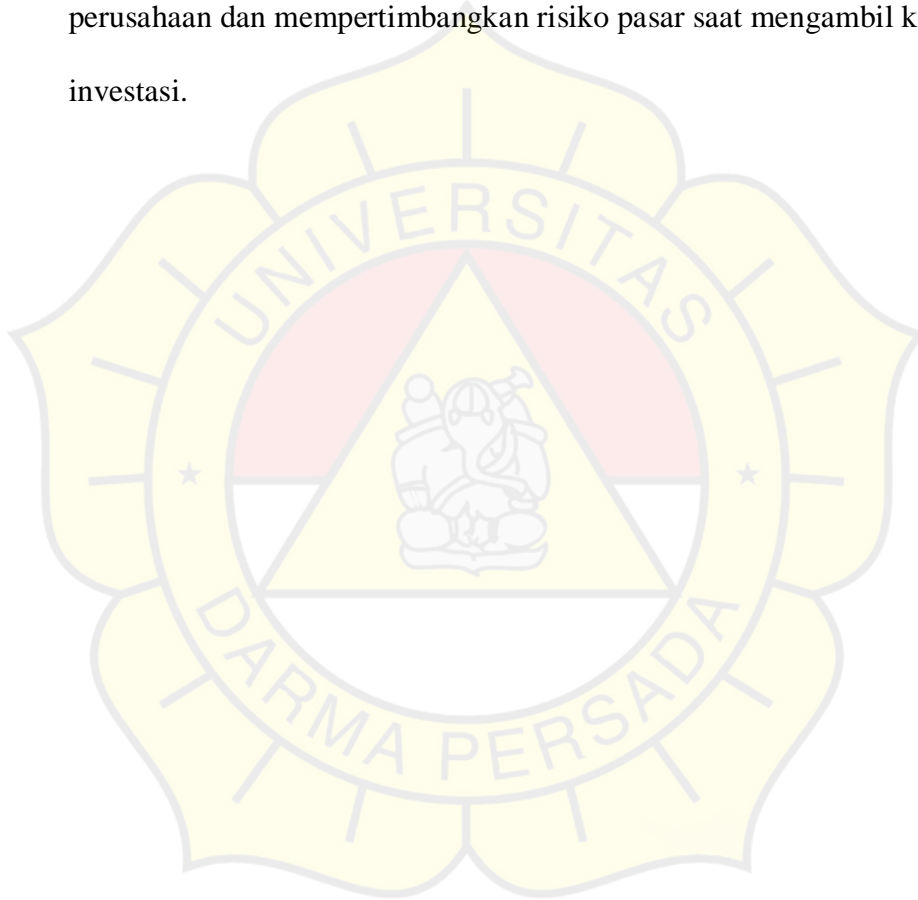 perusahaan dan mempertimbangkan risiko pasar saat mengambil
investasi.
UNIVERSITAS
DARMA PERSADA